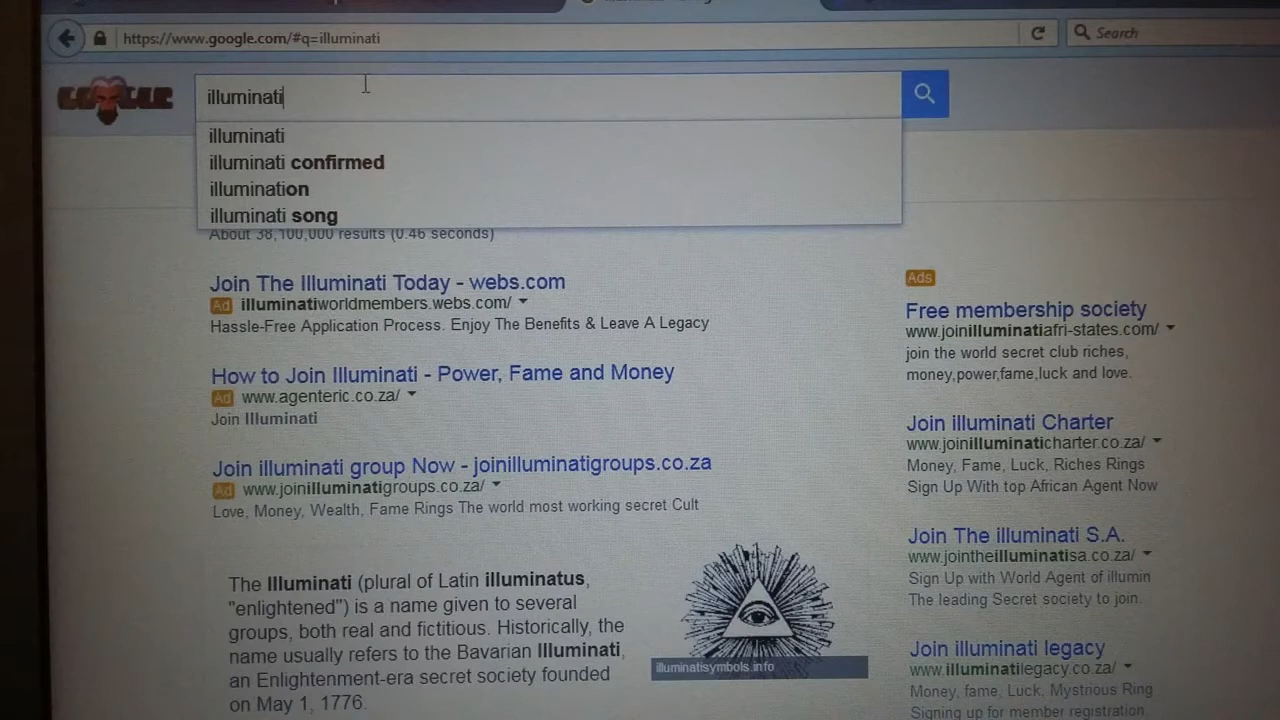 https://www.google.com/#q=illuminati
Search
illuminati
illuminati
illuminati confirmed
illumination
illuminati song
About 38,100,000 results (0.46 seconds)
Join The Illuminati Today - webs.com
Ad illuminatiworldmembers.webs.com/
Hassle-Free Application Process. Enjoy The Benefits & Leave A Legacy
How to Join Illuminati - Power, Fame and Money
Ad www.agenteric.co.za/
Join Illuminati
Join illuminati group Now - joinilluminatigroups.co.za
Ad www.joinilluminatigroups.co.za/
Love, Money, Wealth, Fame Rings The world most working secret Cult
The Illuminati (plural of Latin illuminatus,
"enlightened") is a name given to several
groups, both real and fictitious. Historically, the
name usually refers to the Bavarian Illuminati,
an Enlightenment-era secret society founded
on May 1, 1776.
illuminatisymbols.info
Ads
Free membership society
www.joinilluminatiafri-states.com/
join the world secret club riches,
money,power,fame,luck and love.
Join illuminati Charter
www.joinilluminaticharter.co.za/
Money, Fame, Luck, Riches Rings
Sign Up With top African Agent Now
Join The illuminati S.A.
www.jointheilluminatisa.co.za/
Sign Up with World Agent of illumin
The leading Secret society to join.
Join illuminati legacy
www.illuminatilegacy.co.za/
Money, fame, Luck, Mystrious Ring
Signing up for member registration.